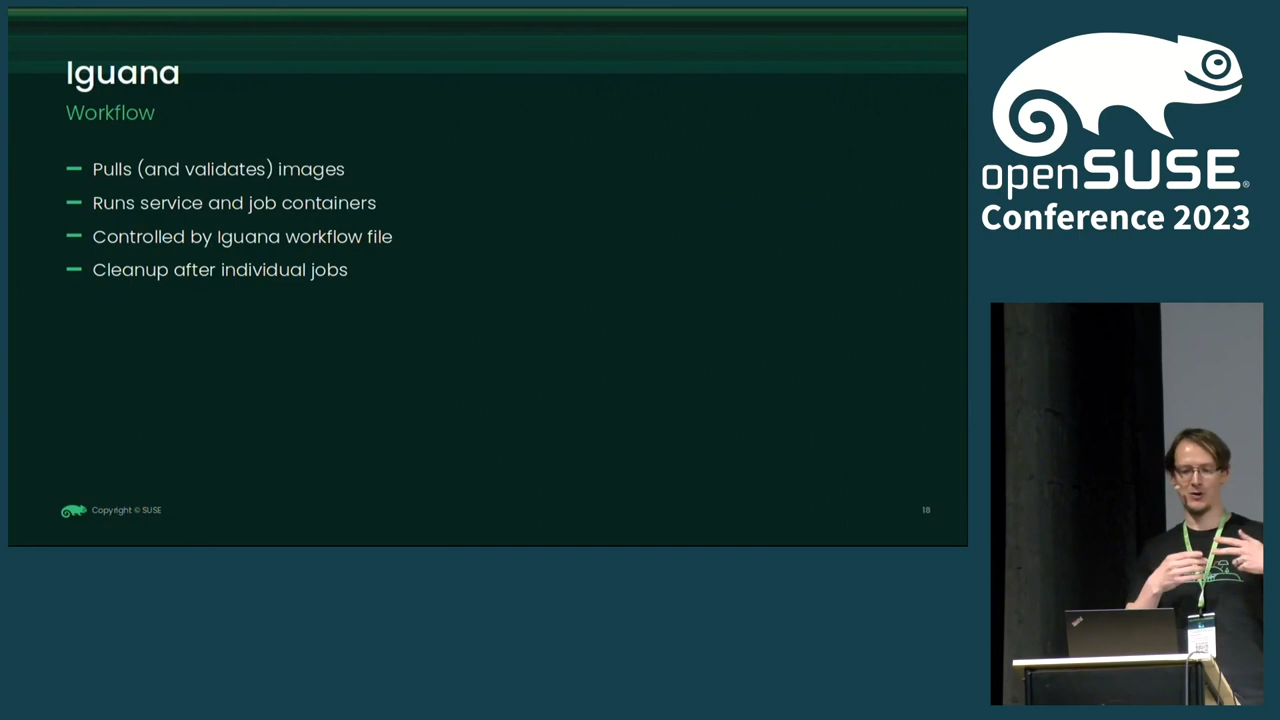 Iguana
Workflow
Pulls (and validates) images
Runs service and job containers
Controlled by Iguana workflow file
Cleanup after individual jobs
Copyright © SUSE
18
openSUSE®
Conference 2023